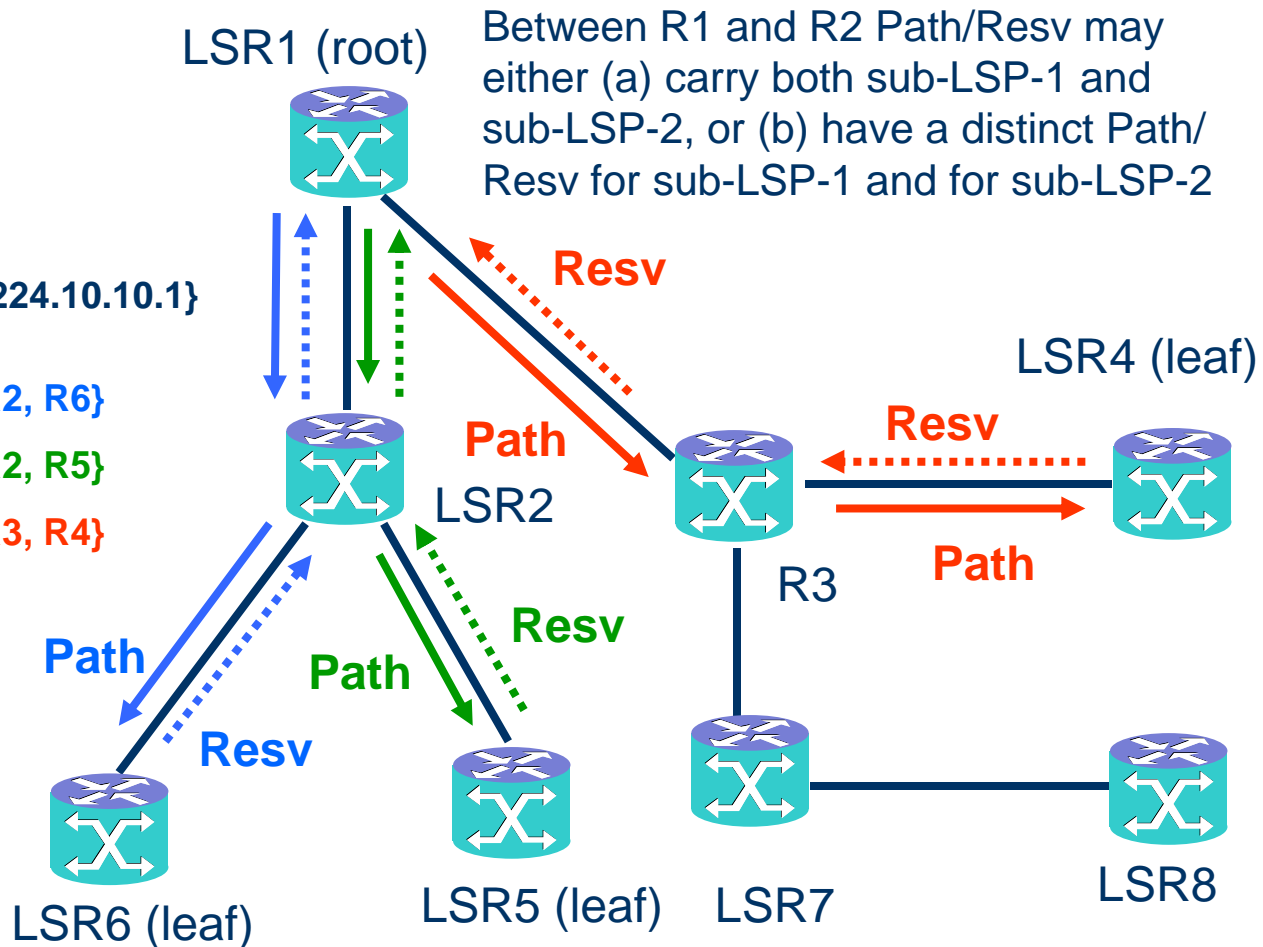 LSR1 (root)
Between R1 and R2 Path/Resv may
either (a) carry both sub-LSP-1 and
sub-LSP-2, or (b) have a distinct Path/
Resv for sub-LSP-1 and for sub-LSP-2
Resv
224.10.10.1}
LSR4 (leaf)
2, R6}
Path
Resv
2, R5}
LSR2
3, R4}
Path
R3
Resv
Path
Path
Resv
LSR5 (leaf)
LSR7
LSR8
LSR6 (leaf)